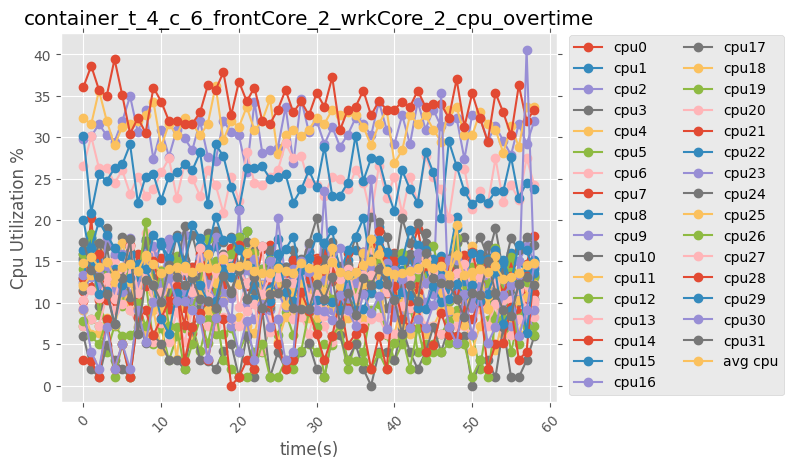 container_t_4_c_6_frontCore_2_wrkCore_2_cpu_overtime
Cpu Utilization %
40
35
30
25
20
15
10
5
0
0
10
20
30
40
50
60
time(s)
cpu0
cpu1
cpu2
cpu3
cpu4
cpu5
cpu6
cpu7
cpu8
cpu9
cpu10
cpu11
cpu12
cpu13
cpu14
cpu15
cpu16
cpu17
cpu18
cpu19
cpu20
cpu21
cpu22
cpu23
cpu24
cpu25
cpu26
cpu27
cpu28
cpu29
cpu30
cpu31
avg cpu